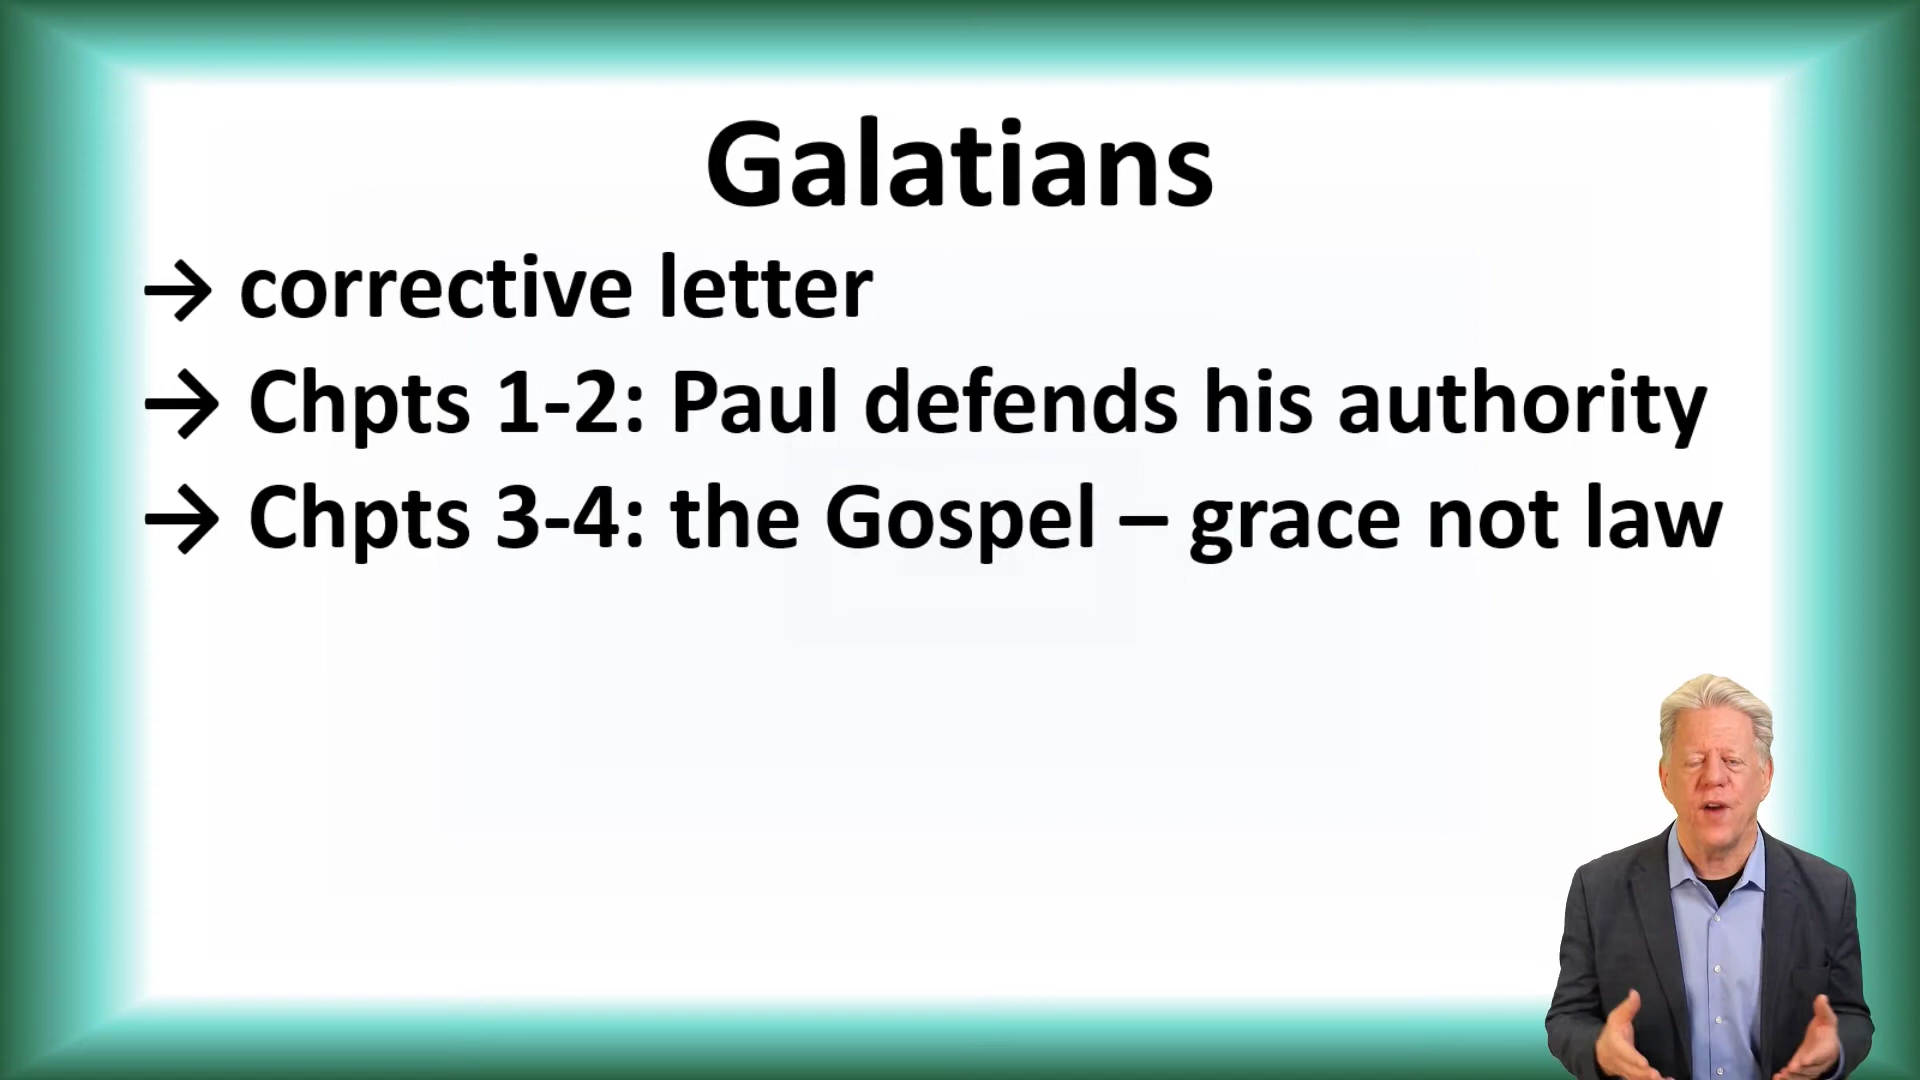 Galatians
→ corrective letter
→ Chpts 1-2: Paul defends his authority
→ Chpts 3-4: the Gospel – grace not law